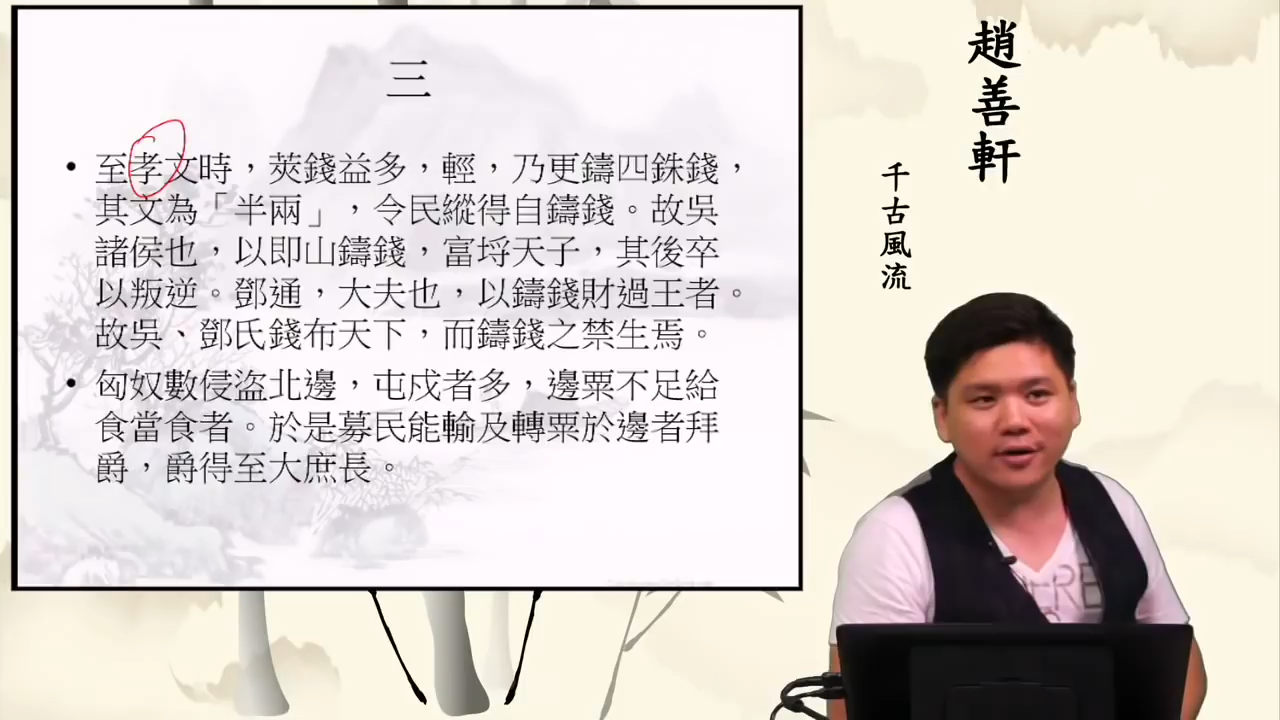 三
• 至孝文時，莢錢益多，輕，乃更鑄四銖錢，
其文為「半兩」，令民縱得自鑄錢。故吳
諸侯也，以即山鑄錢，富埒天子，其後卒
以叛逆。鄧通，大夫也，以鑄錢財過王者。
故吳、鄧氏錢布天下，而鑄錢之禁生焉。
• 匈奴數侵盜北邊，屯戍者多，邊粟不足給
食當食者。於是募民能輸及轉粟於邊者拜
爵，爵得至大庶長。
趙善軒
千古風流